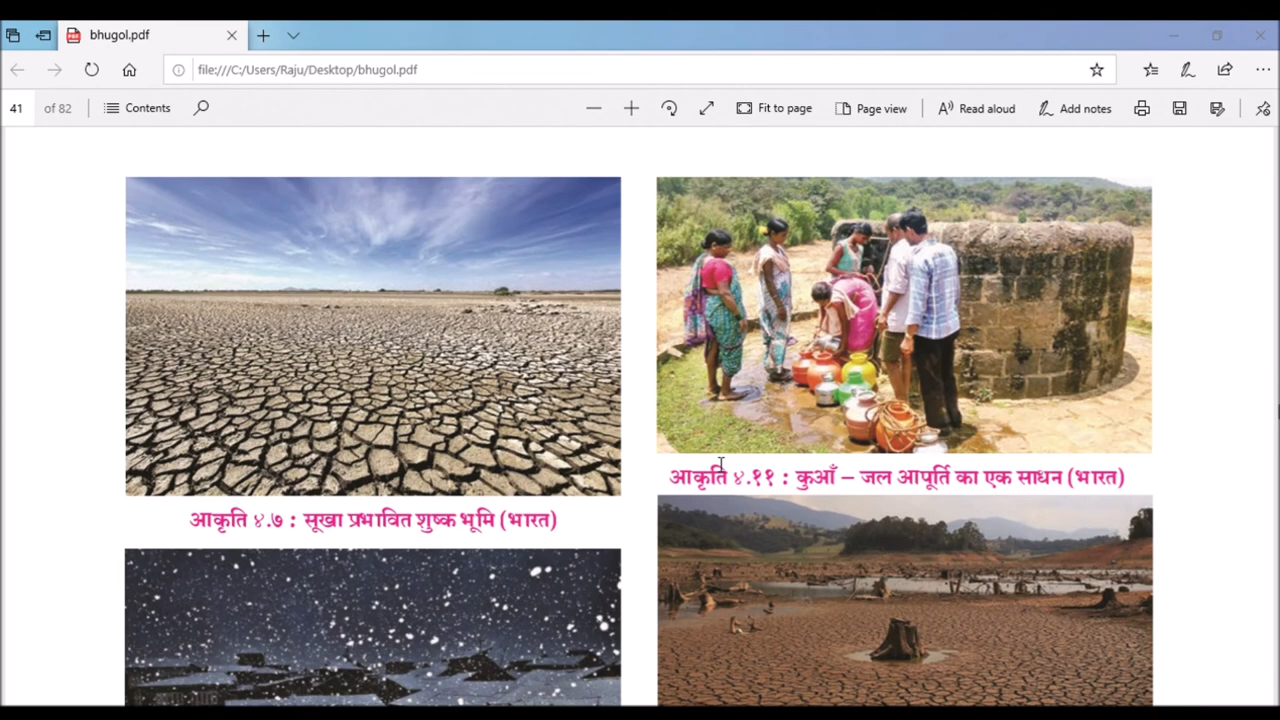 bhugol.pdf
file:///C:/Users/Raju/Desktop/bhugol.pdf
41 of 82 Contents Fit to page Page view Read aloud Add notes
आकृति ४.११ : कुआँ – जल आपूर्ति का एक साधन (भारत)
आकृति ४.७ : सूखा प्रभावित शुष्क भूमि (भारत)